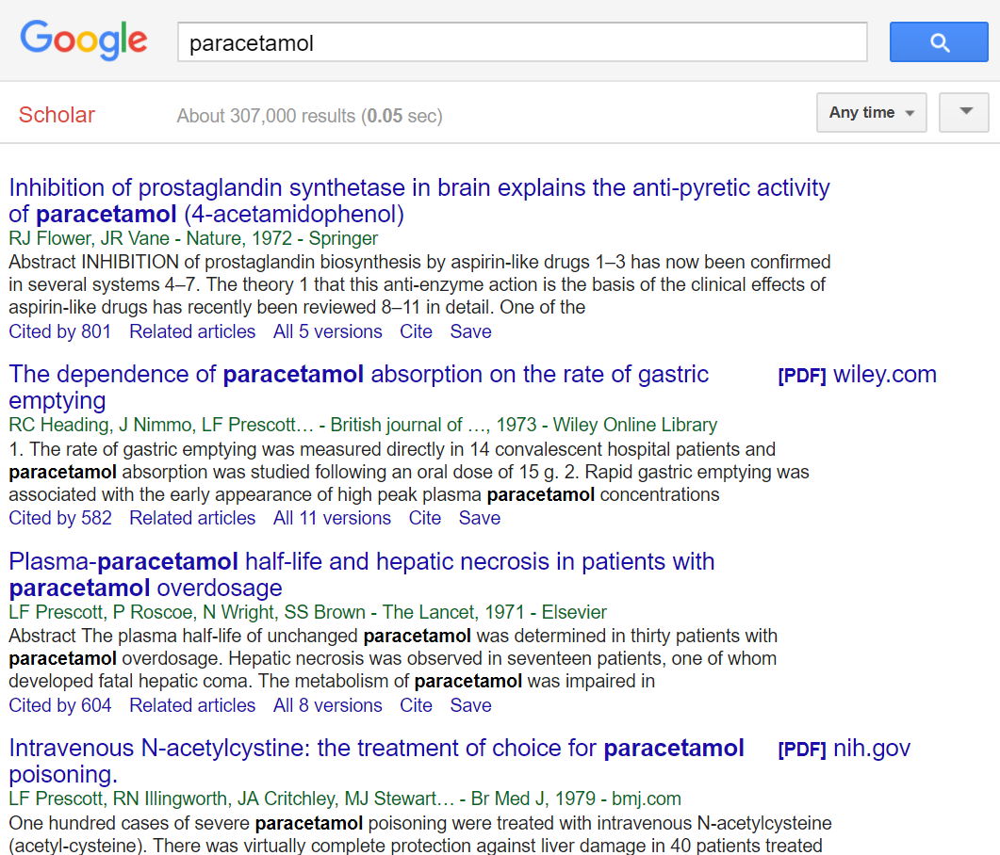 Google
paracetamol
Scholar
About 307,000 results (0.05 sec)
Any time
Inhibition of prostaglandin synthetase in brain explains the anti-pyretic activity
of paracetamol (4-acetamidophenol)
RJ Flower, JR Vane - Nature, 1972 - Springer
Abstract INHIBITION of prostaglandin biosynthesis by aspirin-like drugs 1–3 has now been confirmed
in several systems 4–7. The theory 1 that this anti-enzyme action is the basis of the clinical effects of
aspirin-like drugs has recently been reviewed 8–11 in detail. One of the
Cited by 801 Related articles All 5 versions Cite Save
The dependence of paracetamol absorption on the rate of gastric
emptying
[PDF] wiley.com
RC Heading, J Nimmo, LF Prescott… - British journal of …, 1973 - Wiley Online Library
1. The rate of gastric emptying was measured directly in 14 convalescent hospital patients and
paracetamol absorption was studied following an oral dose of 15 g. 2. Rapid gastric emptying was
associated with the early appearance of high peak plasma paracetamol concentrations
Cited by 582 Related articles All 11 versions Cite Save
Plasma-paracetamol half-life and hepatic necrosis in patients with
paracetamol overdosage
LF Prescott, P Roscoe, N Wright, SS Brown - The Lancet, 1971 - Elsevier
Abstract The plasma half-life of unchanged paracetamol was determined in thirty patients with
paracetamol overdosage. Hepatic necrosis was observed in seventeen patients, one of whom
developed fatal hepatic coma. The metabolism of paracetamol was impaired in
Cited by 604 Related articles All 8 versions Cite Save
Intravenous N-acetylcystine: the treatment of choice for paracetamol
poisoning.
[PDF] nih.gov
LF Prescott, RN Illingworth, JA Critchley, MJ Stewart… - Br Med J, 1979 - bmj.com
One hundred cases of severe paracetamol poisoning were treated with intravenous N-acetylcysteine
(acetyl-cysteine). There was virtually complete protection against liver damage in 40 patients treated